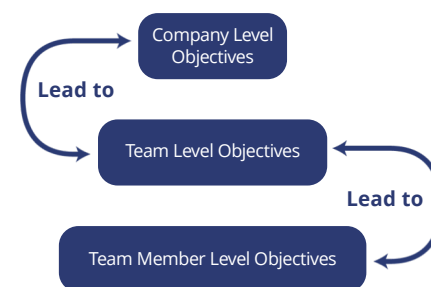 Company Level
Objectives
Lead to
Team Level Objectives
Lead to
Team Member Level Objectives